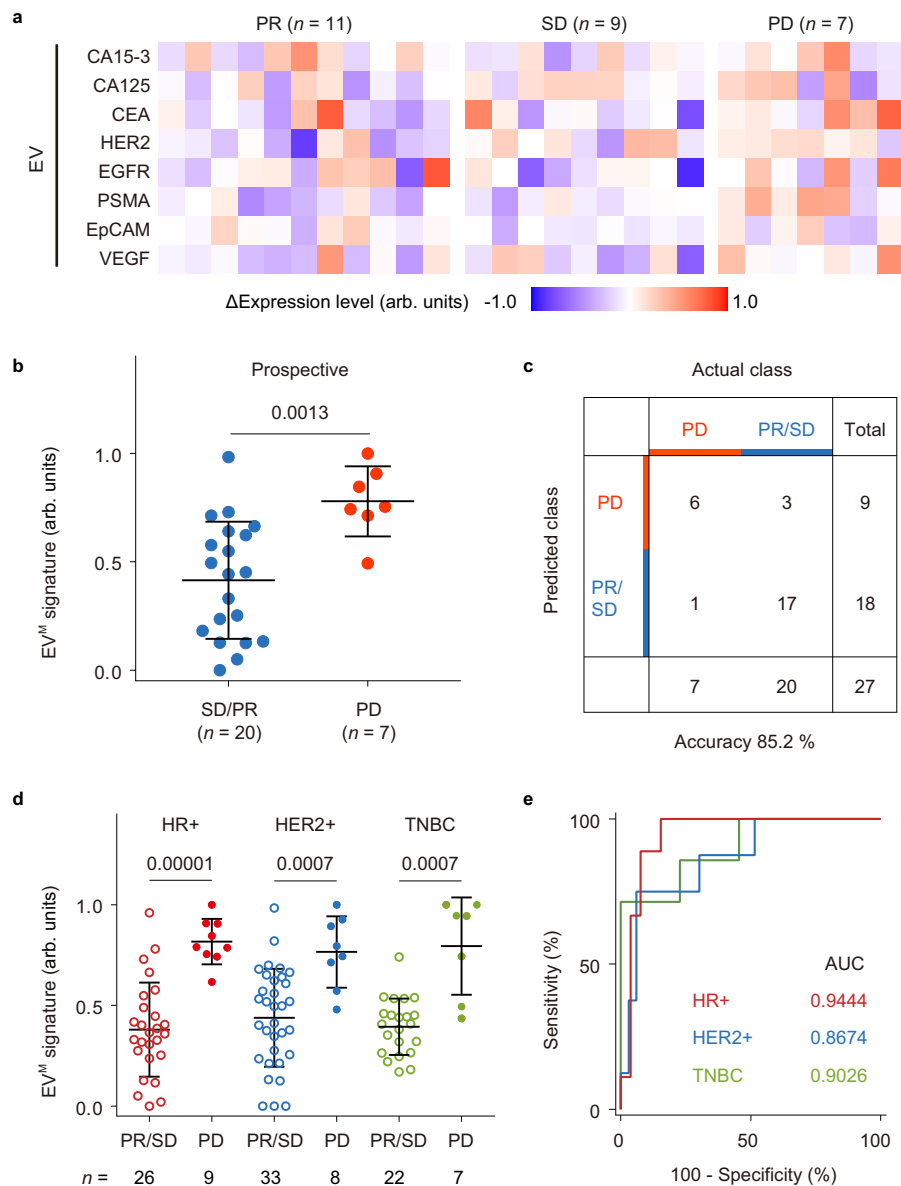 a
PR (n = 11) SD (n = 9) PD (n = 7)
EV
CA15-3
CA125
CEA
HER2
EGFR
PSMA
EpCAM
VEGF
ΔExpression level (arb. units) -1.0 1.0
b
Prospective
0.0013
EVᴹ signature (arb. units)
1.0
0.5
0.0
SD/PR PD
(n = 20) (n = 7)
c
Actual class
Predicted class
PD PR/SD Total
PD 6 3 9
PR/
SD 1 17 18
7 20 27
Accuracy 85.2 %
d
HR+ HER2+ TNBC
0.00001 0.0007 0.0007
EVᴹ signature (arb. units)
1.0
0.5
0.0
PR/SD PD PR/SD PD PR/SD PD
n = 26 9 33 8 22 7
e
Sensitivity (%)
100
50
0
AUC
HR+ 0.9444
HER2+ 0.8674
TNBC 0.9026
0 50 100
100 - Specificity (%)